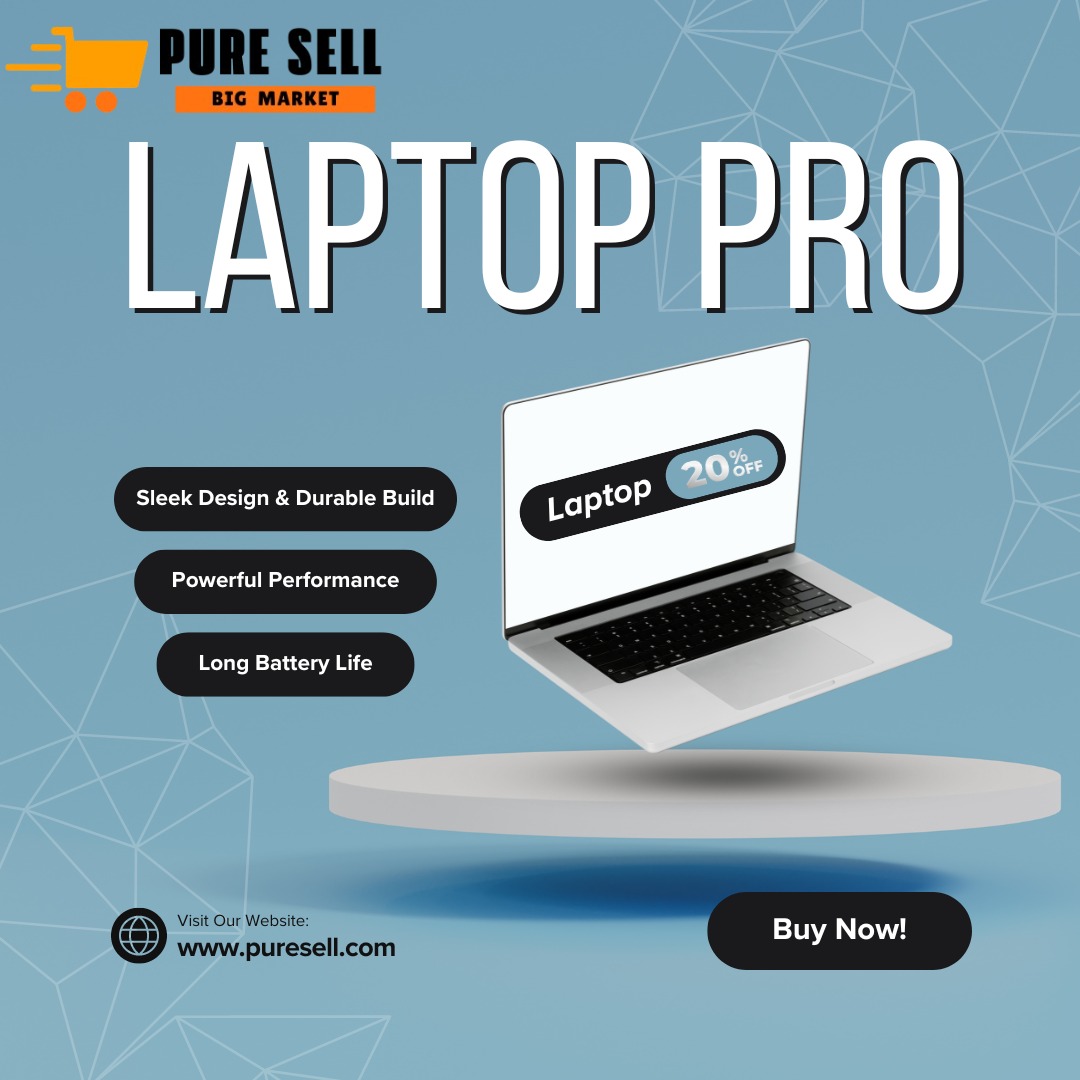 PURE SELL
BIG MARKET
LAPTOP PRO
Laptop 20% OFF
Sleek Design & Durable Build
Powerful Performance
Long Battery Life
Visit Our Website:
www.puresell.com
Buy Now!